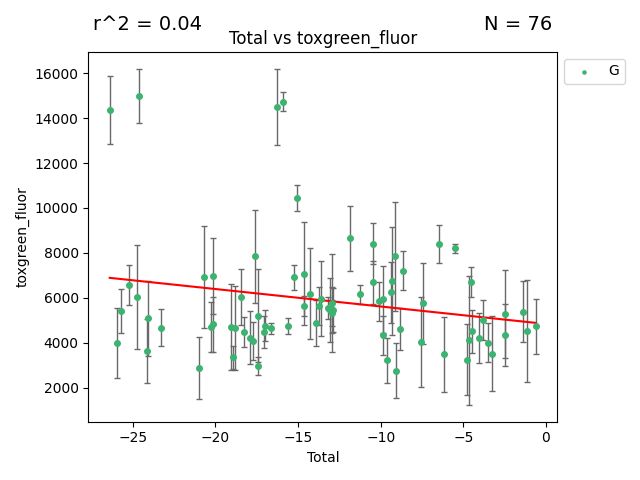 r^2 = 0.04 N = 76
Total vs toxgreen_fluor
G
16000
14000
12000
10000
8000
6000
4000
2000
toxgreen_fluor
−25 −20 −15 −10 −5 0
Total